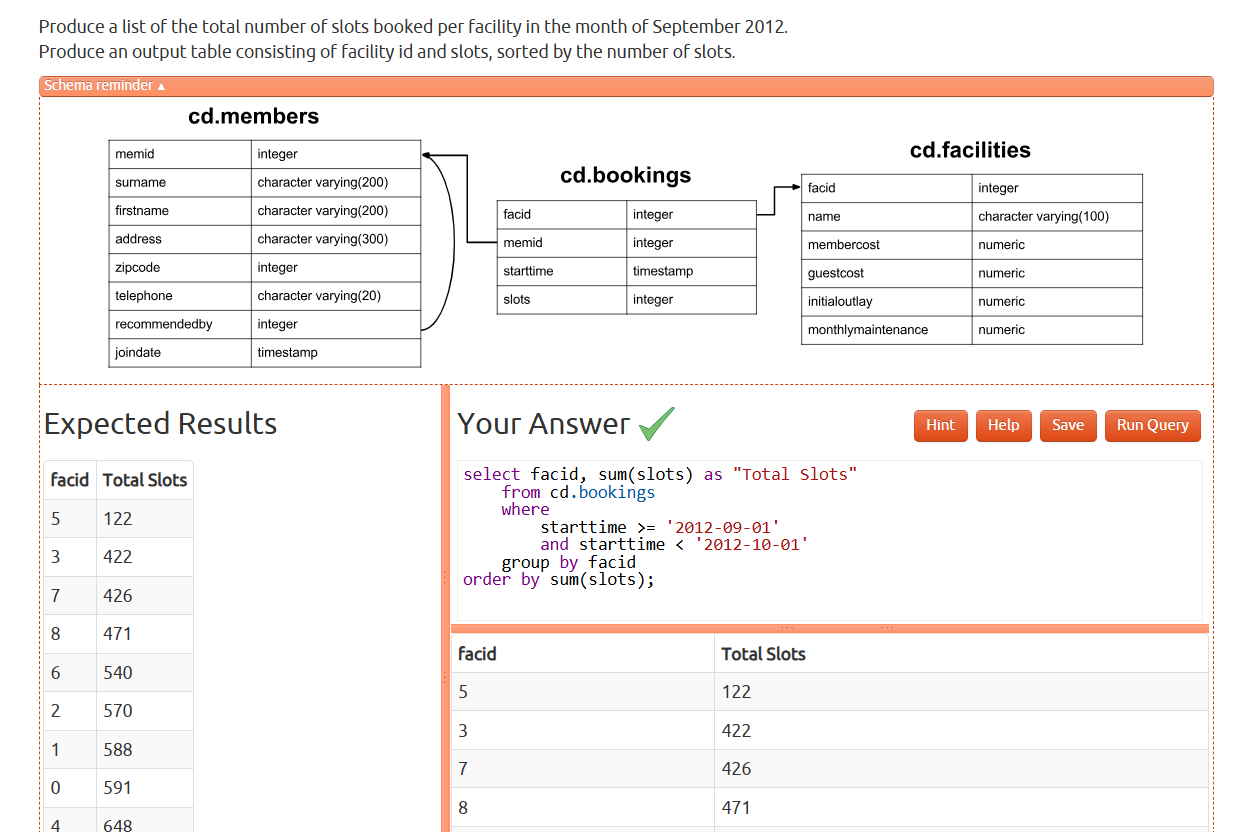 Produce a list of the total number of slots booked per facility in the month of September 2012.
Produce an output table consisting of facility id and slots, sorted by the number of slots.
Schema reminder ▲
cd.members
memid integer
surname character varying(200)
firstname character varying(200)
address character varying(300)
zipcode integer
telephone character varying(20)
recommendedby integer
joindate timestamp
cd.bookings
facid integer
memid integer
starttime timestamp
slots integer
cd.facilities
facid integer
name character varying(100)
membercost numeric
guestcost numeric
initialoutlay numeric
monthlymaintenance numeric
Expected Results
facid Total Slots
5 122
3 422
7 426
8 471
6 540
2 570
1 588
0 591
4 648
Your Answer
Hint Help Save Run Query
select facid, sum(slots) as "Total Slots"
from cd.bookings
where
starttime >= '2012-09-01'
and starttime < '2012-10-01'
group by facid
order by sum(slots);
facid Total Slots
5 122
3 422
7 426
8 471